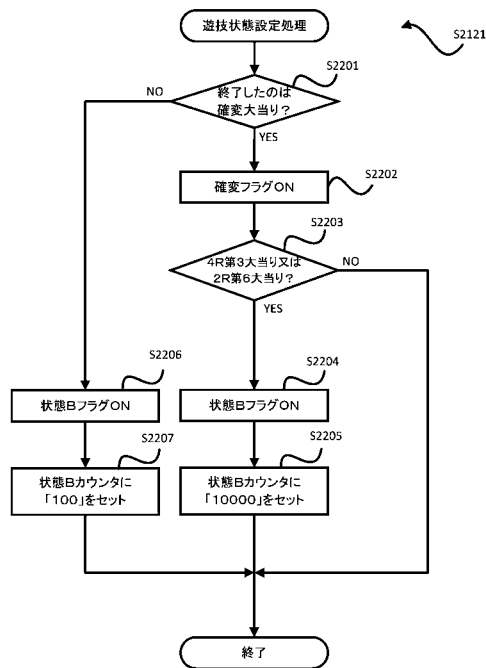 遊技状態設定処理
S2121
S2201
終了したのは
確変大当り？
NO
YES
S2202
確変フラグON
S2203
4R第3大当り又は
2R第6大当り？
NO
YES
S2206
状態BフラグON
S2204
状態BフラグON
S2207
状態Bカウンタに
「100」をセット
S2205
状態Bカウンタに
「10000」をセット
終了